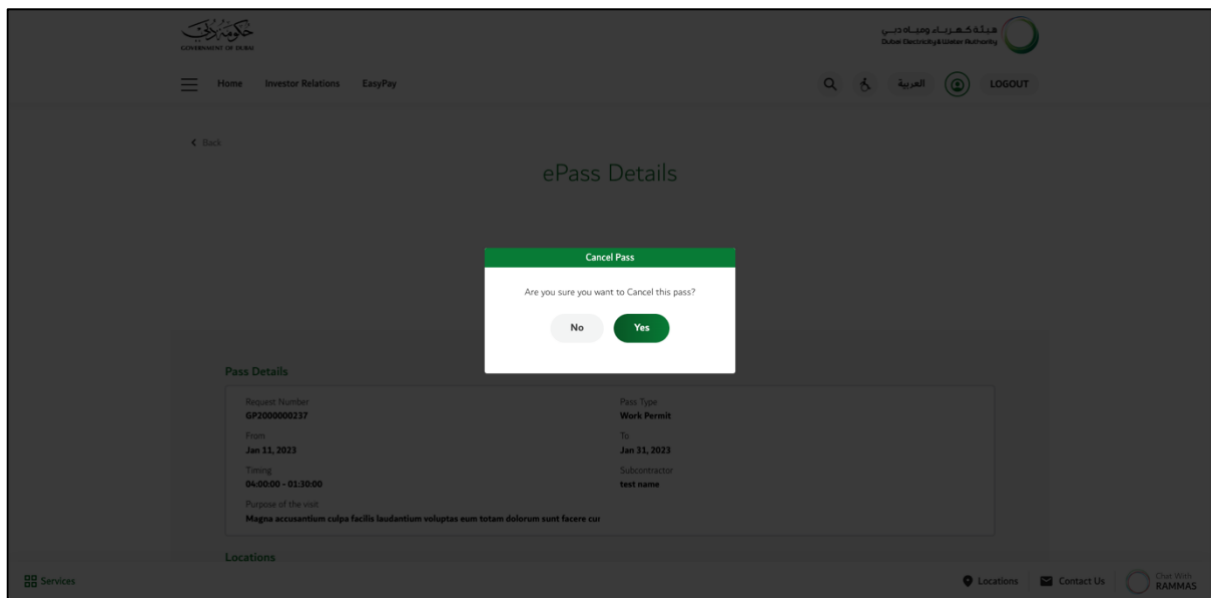 حكومة دبي
GOVERNMENT OF DUBAI
هيئة كهرباء ومياه دبي
Dubai Electricity & Water Authority
Home Investor Relations EasyPay العربية LOGOUT
Back
ePass Details
Cancel Pass
Are you sure you want to Cancel this pass?
No Yes
Pass Details
Request Number Pass Type
GP2000000237 Work Permit
From To
Jan 11, 2023 Jan 31, 2023
Timing Subcontractor
04:00:00 - 01:30:00 test name
Purpose of the visit
Magna accusantium culpa facilis laudantium voluptas eum totam dolorum sunt facere cur
Locations
Services Locations Contact Us Chat With
RAMMAS